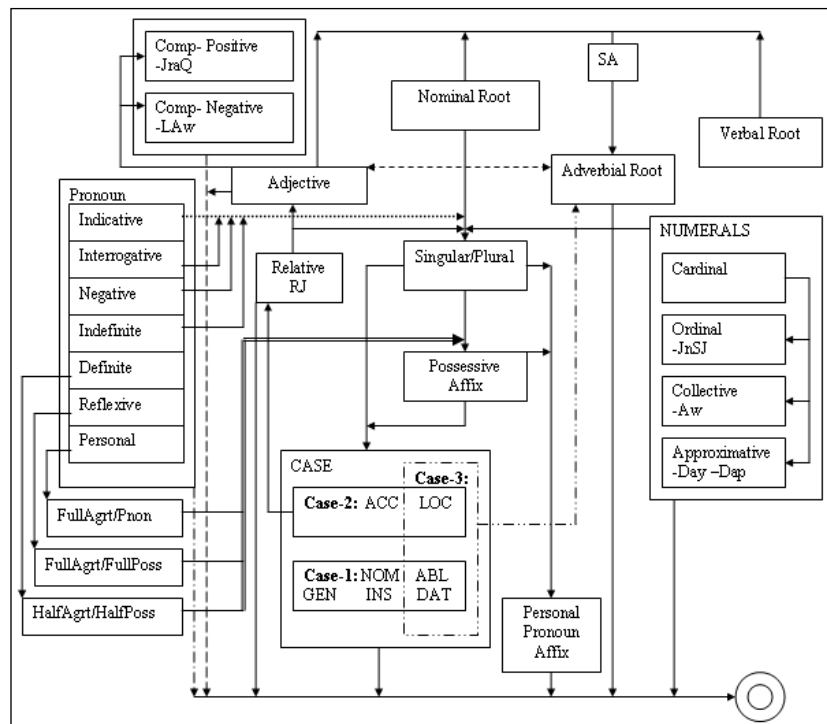 Comp- Positive
-JraQ
Comp- Negative
-LAw
Nominal Root
SA
Verbal Root
Adjective
Adverbial Root
Pronoun
Indicative
Interrogative
Negative
Indefinite
Definite
Reflexive
Personal
Relative
RJ
Singular/Plural
Possessive
Affix
NUMERALS
Cardinal
Ordinal
-JnSJ
Collective
-Aw
Approximative
-Day –Dap
CASE
Case-3:
Case-2: ACC LOC
Case-1: NOM ABL
GEN INS DAT
FullAgrt/Pnon
FullAgrt/FullPoss
HalfAgrt/HalfPoss
Personal
Pronoun
Affix